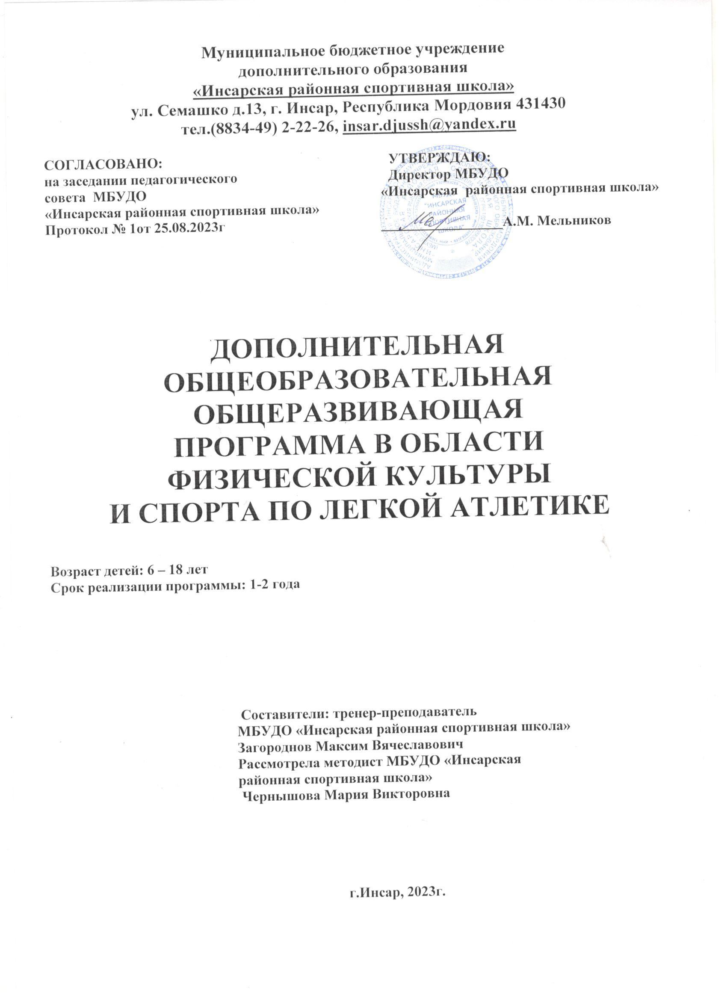 Муниципальное бюджетное учреждение
дополнительного образования
«Инсарская районная спортивная школа»
ул. Семашко д.13, г. Инсар, Республика Мордовия 431430
тел.(8834-49) 2-22-26, insar.djussh@yandex.ru
СОГЛАСОВАНО:
на заседании педагогического
совета МБУДО
«Инсарская районная спортивная школа»
Протокол № 1от 25.08.2023г
УТВЕРЖДАЮ:
Директор МБУДО
«Инсарская районная спортивная школа»
А.М. Мельников
"ИНСАРСКАЯ
РАЙОННАЯ
СПОРТИВНАЯ
ШКОЛА"
ДОПОЛНИТЕЛЬНАЯ
ОБЩЕОБРАЗОВАТЕЛЬНАЯ
ОБЩЕРАЗВИВАЮЩАЯ
ПРОГРАММА В ОБЛАСТИ
ФИЗИЧЕСКОЙ КУЛЬТУРЫ
И СПОРТА ПО ЛЕГКОЙ АТЛЕТИКЕ
Возраст детей: 6 – 18 лет
Срок реализации программы: 1-2 года
Составители: тренер-преподаватель
МБУДО «Инсарская районная спортивная школа»
Загороднов Максим Вячеславович
Рассмотрела методист МБУДО «Инсарская
районная спортивная школа»
Чернышова Мария Викторовна
г.Инсар, 2023г.